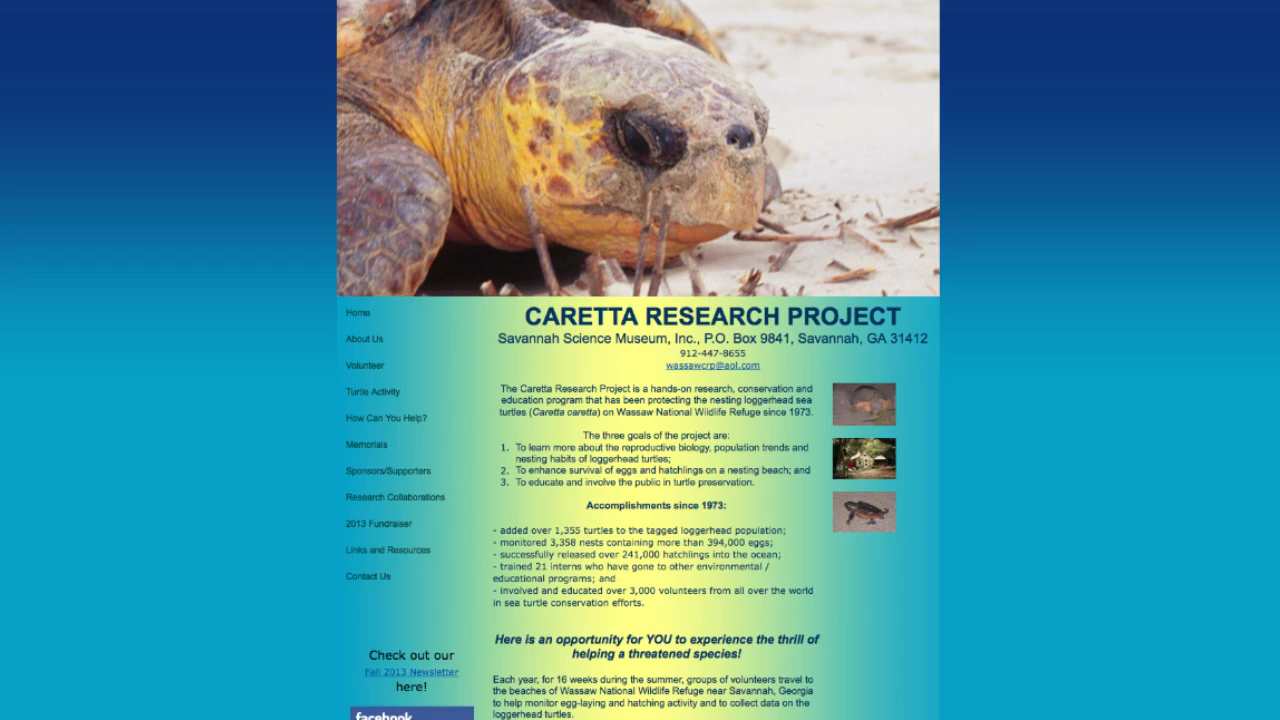 Home
About Us
Volunteer
Turtle Activity
How Can You Help?
Memorials
Sponsors/Supporters
Research Collaborations
2013 Fundraiser
Links and Resources
Contact Us
Check out our
Fall 2013 Newsletter
here!
facebook
CARETTA RESEARCH PROJECT
Savannah Science Museum, Inc., P.O. Box 9841, Savannah, GA 31412
912-447-8655
wassawcrp@aol.com
The Caretta Research Project is a hands-on research, conservation and
education program that has been protecting the nesting loggerhead sea
turtles (Caretta caretta) on Wassaw National Wildlife Refuge since 1973.
The three goals of the project are:
1. To learn more about the reproductive biology, population trends and
nesting habits of loggerhead turtles;
2. To enhance survival of eggs and hatchlings on a nesting beach; and
3. To educate and involve the public in turtle preservation.
Accomplishments since 1973:
- added over 1,355 turtles to the tagged loggerhead population;
- monitored 3,358 nests containing more than 394,000 eggs;
- successfully released over 241,000 hatchlings into the ocean;
- trained 21 interns who have gone to other environmental /
educational programs; and
- involved and educated over 3,000 volunteers from all over the world
in sea turtle conservation efforts.
Here is an opportunity for YOU to experience the thrill of
helping a threatened species!
Each year, for 16 weeks during the summer, groups of volunteers travel to
the beaches of Wassaw National Wildlife Refuge near Savannah, Georgia
to help monitor egg-laying and hatching activity and to collect data on the
loggerhead turtles.